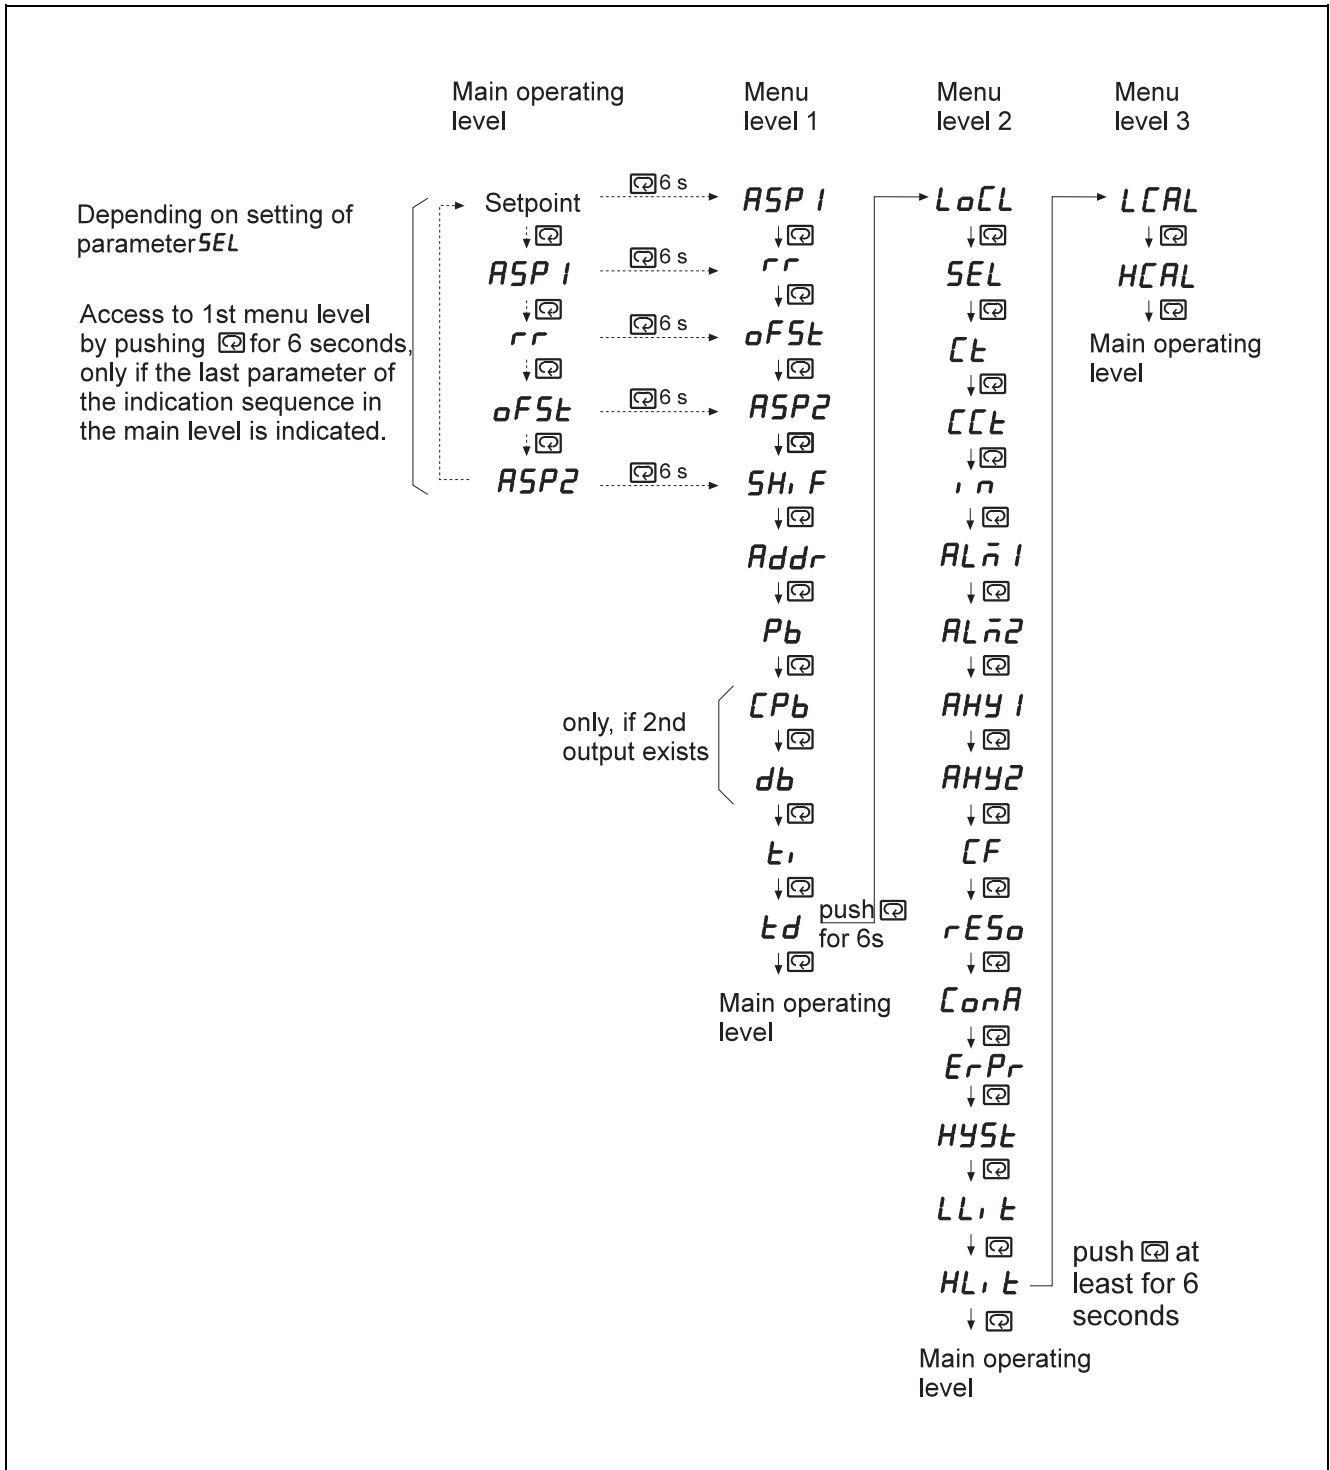 Main operating
level
Menu
level 1
Menu
level 2
Menu
level 3
Depending on setting of
parameter SEL
Access to 1st menu level
by pushing for 6 seconds,
only if the last parameter of
the indication sequence in
the main level is indicated.
Setpoint
ASP1
rr
oFSt
ASP2
6 s
6 s
6 s
6 s
6 s
ASP1
rr
oFSt
ASP2
SHiF
Addr
Pb
CPb
db
ti
td
Main operating
level
only, if 2nd
output exists
push
for 6s
LoCL
SEL
Ct
CCt
in
ALn̄1
ALn̄2
AHY1
AHY2
CF
rESo
ConA
ErPr
HYSt
LLit
HLit
Main operating
level
push at
least for 6
seconds
LCAL
HCAL
Main operating
level